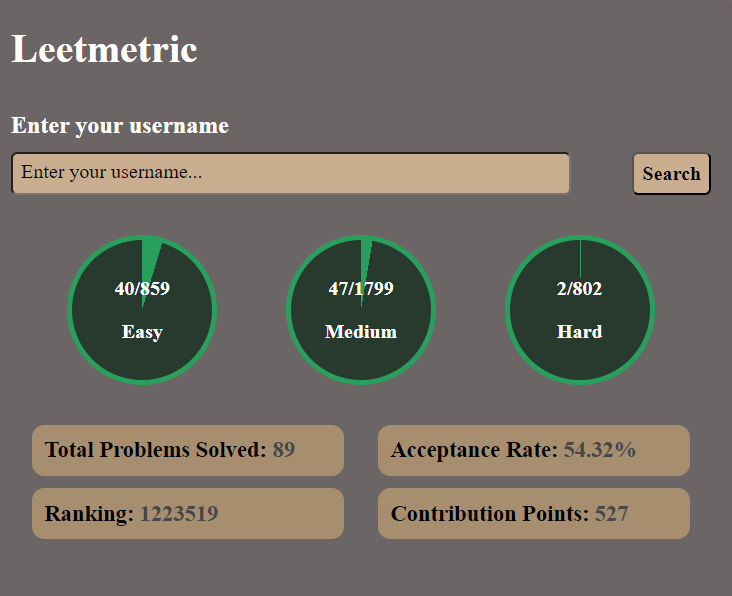 Leetmetric
Enter your username
Enter your username...
Search
40/859
Easy
47/1799
Medium
2/802
Hard
Total Problems Solved: 89
Acceptance Rate: 54.32%
Ranking: 1223519
Contribution Points: 527